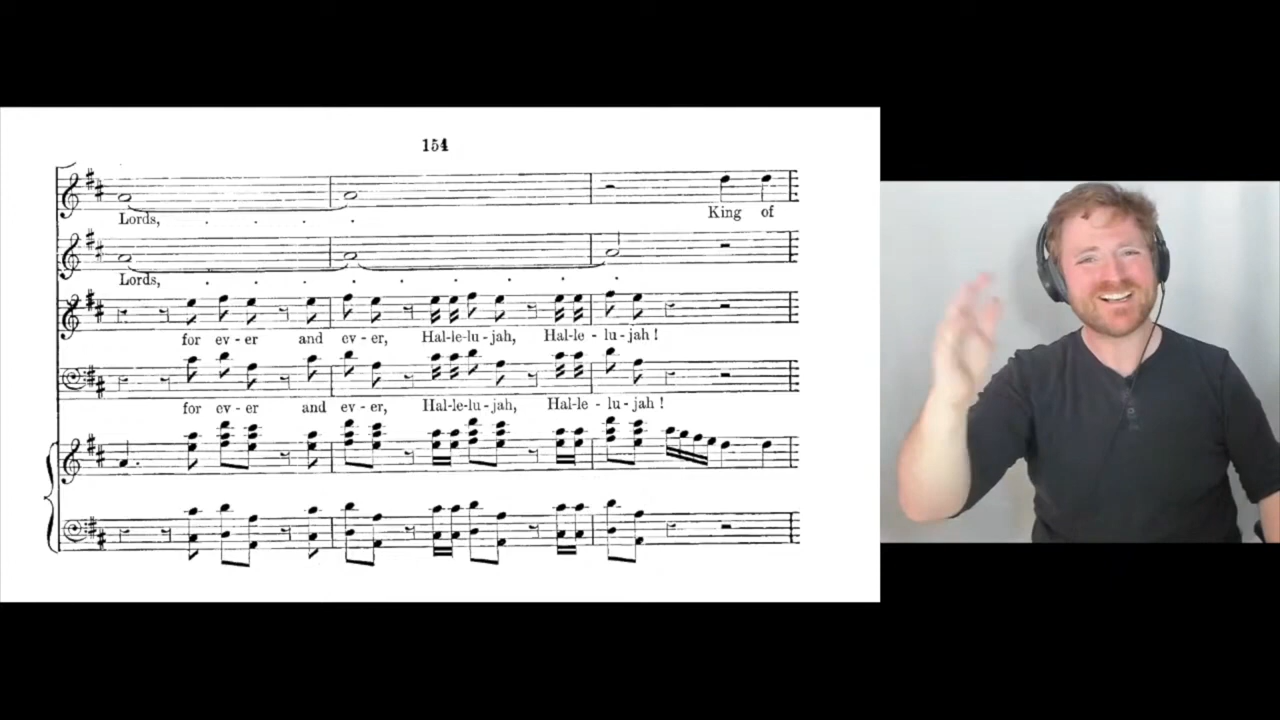 154
Lords, . . . King of
Lords, . . . . . . .
for ev - er and ev - er, Hal-le-lu - jah, Hal-le - lu - jah !
for ev - er and ev - er, Hal-le-lu - jah, Hal-le - lu - jah !